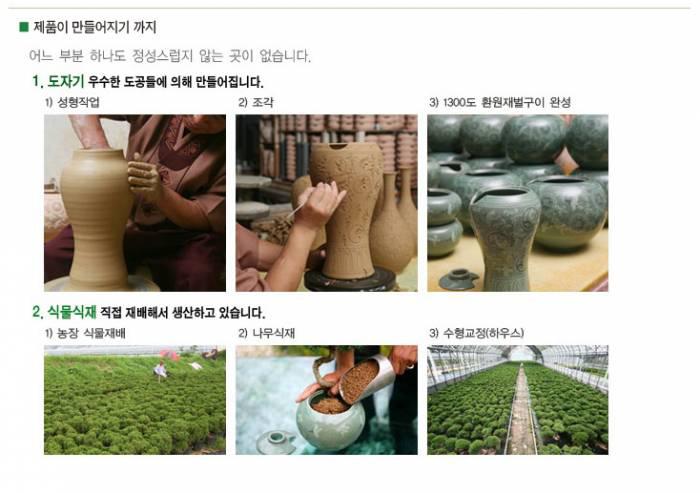 ■ 제품이 만들어지기 까지
어느 부분 하나도 정성스럽지 않는 곳이 없습니다.
1. 도자기 우수한 도공들에 의해 만들어집니다.
1) 성형작업
2) 조각
3) 1300도 환원재벌구이 완성
2. 식물식재 직접 재배해서 생산하고 있습니다.
1) 농장 식물재배
2) 나무식재
3) 수형교정(하우스)